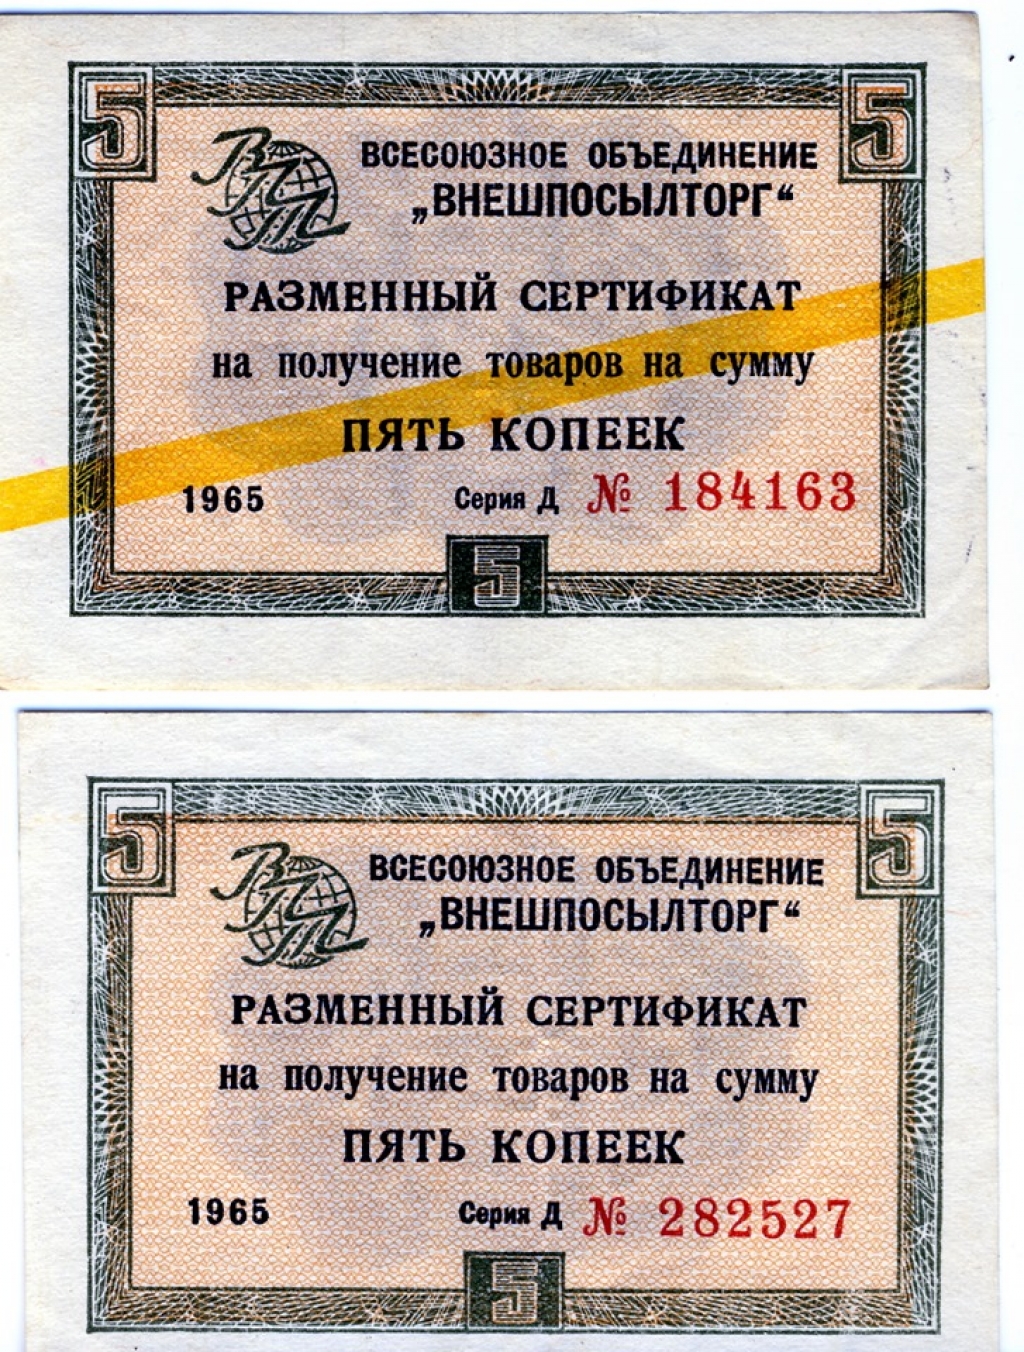 5 5
ВПТ
ВСЕСОЮЗНОЕ ОБЪЕДИНЕНИЕ
„ВНЕШПОСЫЛТОРГ“
РАЗМЕННЫЙ СЕРТИФИКАТ
на получение товаров на сумму
ПЯТЬ КОПЕЕК
1965 Серия Д № 184163
5
5 5
ВПТ
ВСЕСОЮЗНОЕ ОБЪЕДИНЕНИЕ
„ВНЕШПОСЫЛТОРГ“
РАЗМЕННЫЙ СЕРТИФИКАТ
на получение товаров на сумму
ПЯТЬ КОПЕЕК
1965 Серия Д № 282527
5